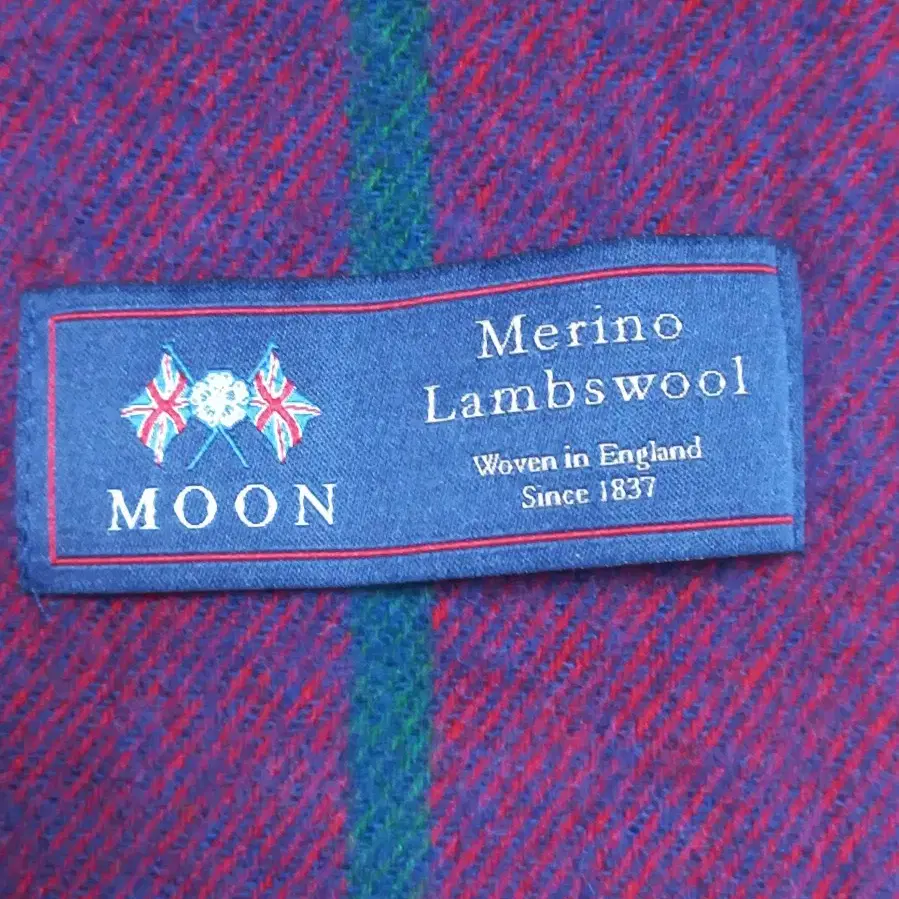 MOON
Merino
Lambswool
Woven in England
Since 1837